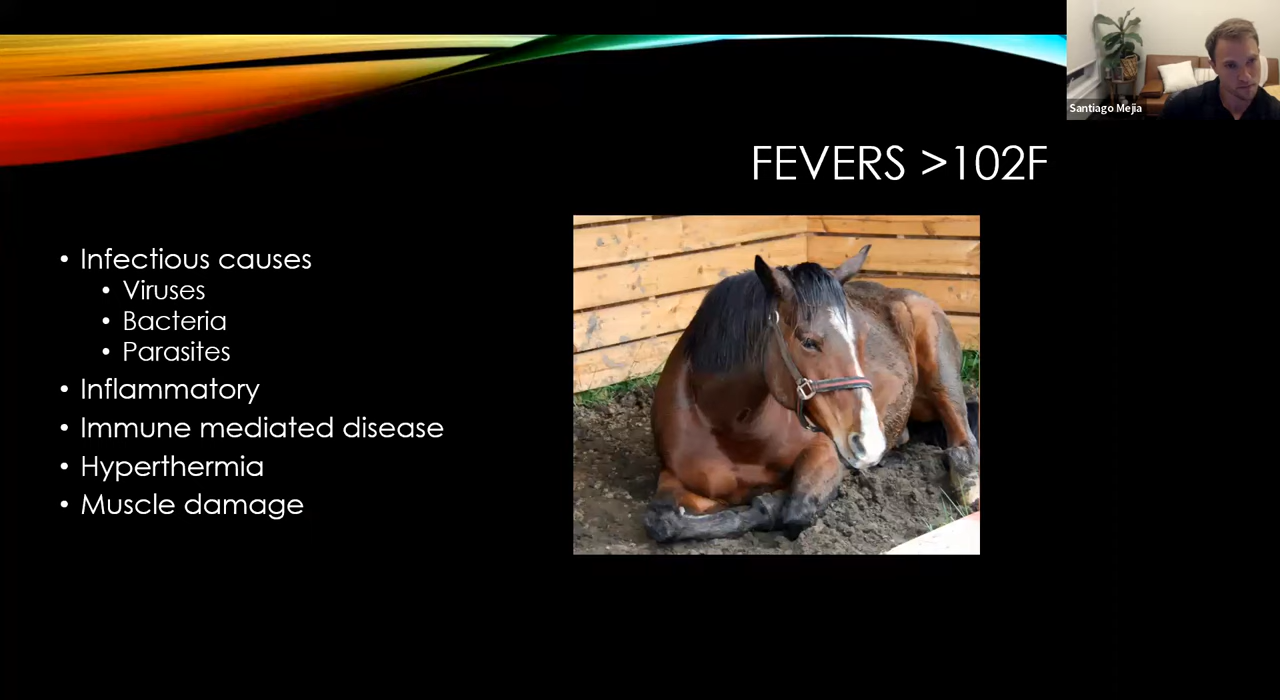 Santiago Mejia
FEVERS >102F
• Infectious causes
• Viruses
• Bacteria
• Parasites
• Inflammatory
• Immune mediated disease
• Hyperthermia
• Muscle damage